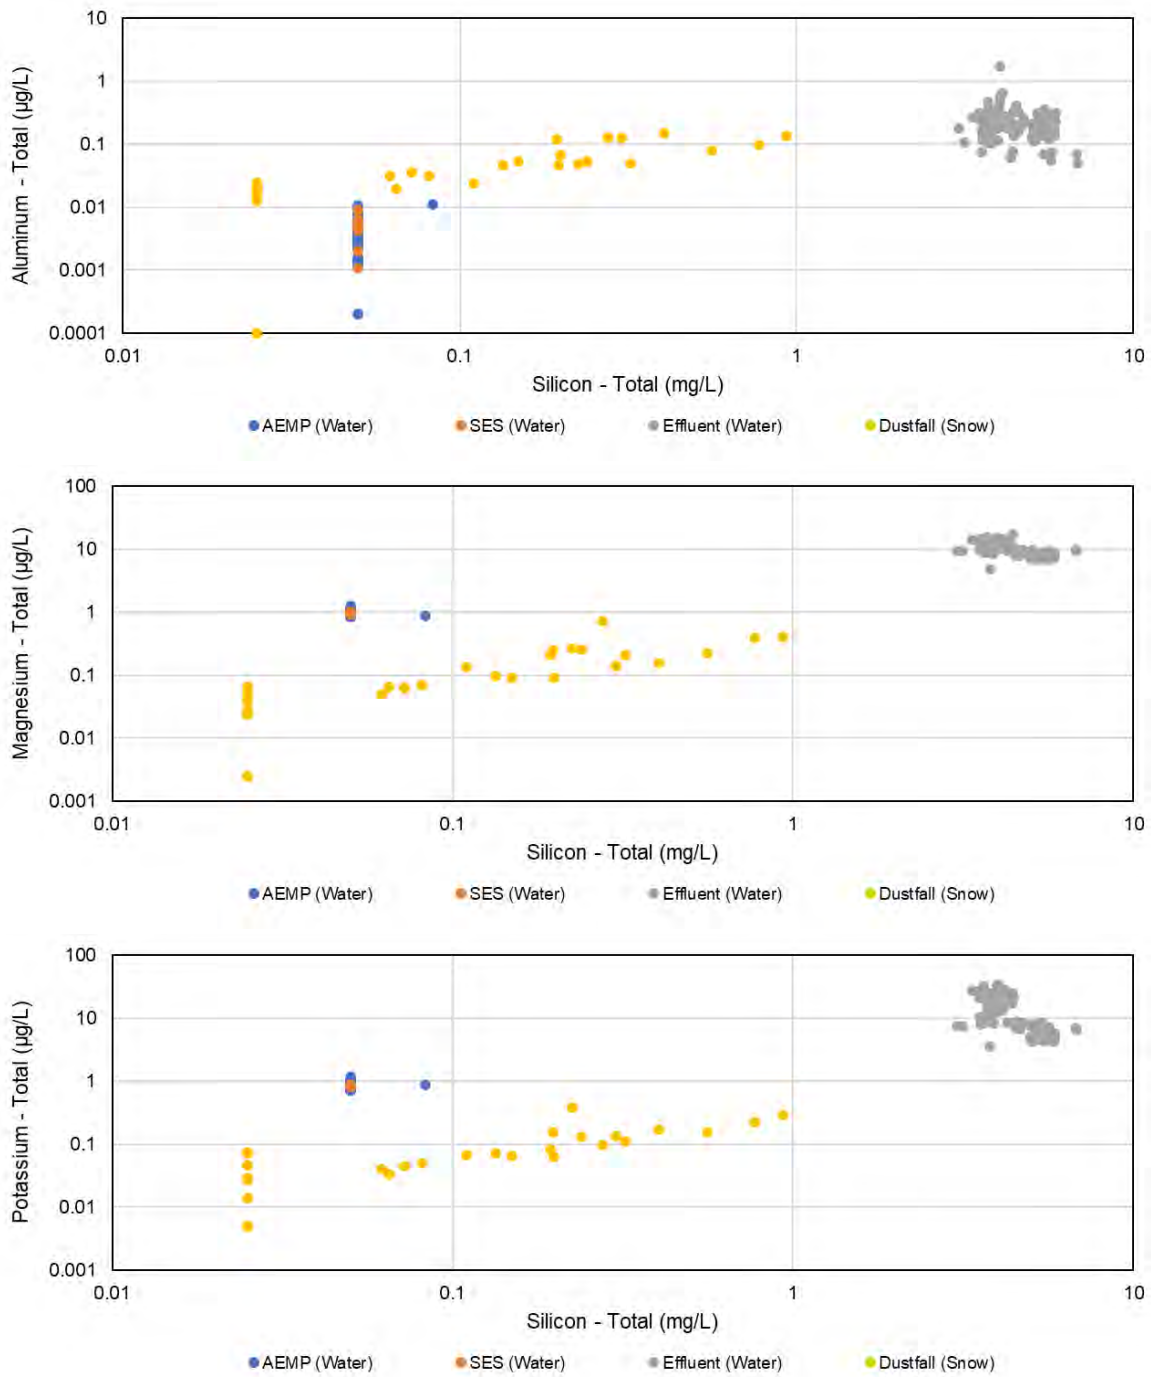 10
1
0.1
0.01
0.001
0.0001
Aluminum - Total (µg/L)
0.01 0.1 1 10
Silicon - Total (mg/L)
AEMP (Water) SES (Water) Effluent (Water) Dustfall (Snow)
100
10
1
0.1
0.01
0.001
Magnesium - Total (µg/L)
0.01 0.1 1 10
Silicon - Total (mg/L)
AEMP (Water) SES (Water) Effluent (Water) Dustfall (Snow)
100
10
1
0.1
0.01
0.001
Potassium - Total (µg/L)
0.01 0.1 1 10
Silicon - Total (mg/L)
AEMP (Water) SES (Water) Effluent (Water) Dustfall (Snow)